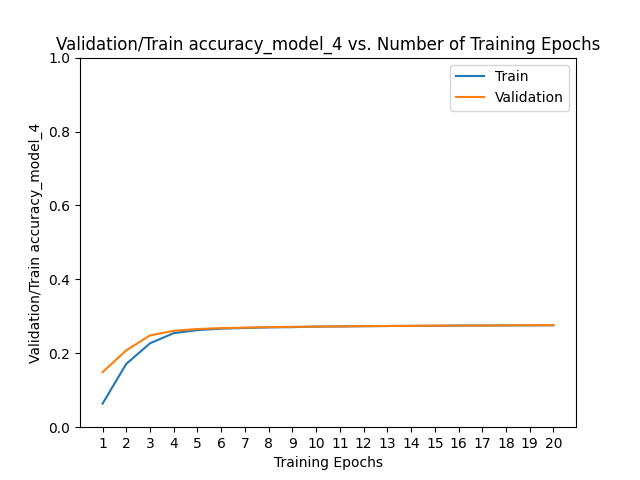 Validation/Train accuracy_model_4 vs. Number of Training Epochs
Train
Validation
Validation/Train accuracy_model_4
1.0
0.8
0.6
0.4
0.2
0.0
1 2 3 4 5 6 7 8 9 10 11 12 13 14 15 16 17 18 19 20
Training Epochs